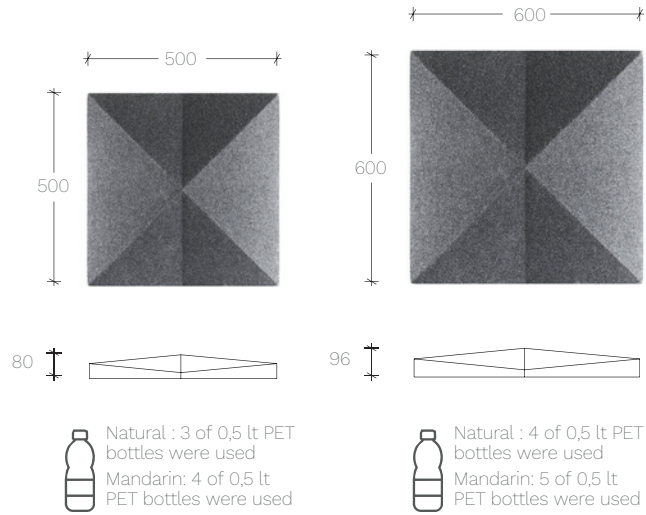 500
600
500
600
80
96
Natural : 3 of 0,5 lt PET
bottles were used
Mandarin: 4 of 0,5 lt
PET bottles were used
Natural : 4 of 0,5 lt PET
bottles were used
Mandarin: 5 of 0,5 lt
PET bottles were used